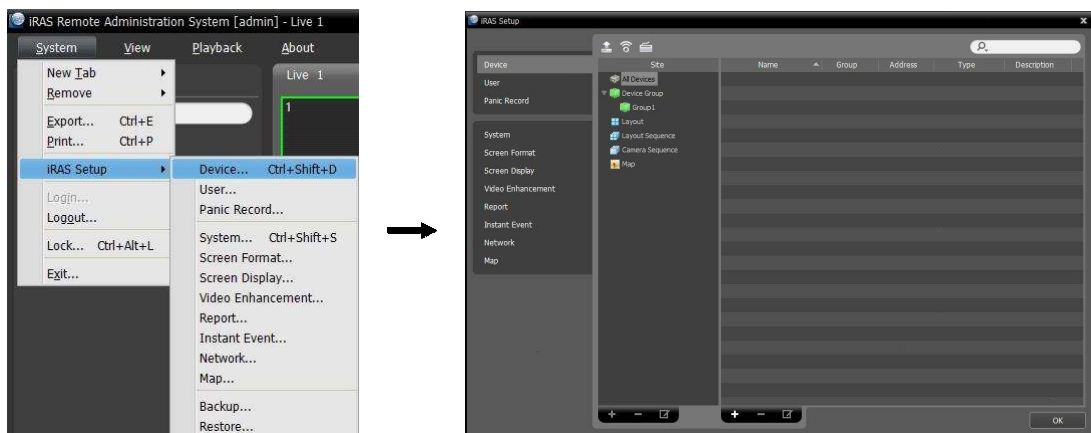 iRAS Remote Administration System [admin] - Live 1
System View Playback About
New Tab
Remove
Export... Ctrl+E
Print... Ctrl+P
iRAS Setup
Login...
Loggut...
Lock... Ctrl+Alt+L
Exit...
Live 1
1
Device... Ctrl+Shift+D
User...
Panic Record...
System... Ctrl+Shift+S
Screen Format...
Screen Display...
Video Enhancement...
Report...
Instant Event...
Network...
Map...
Backup...
Restore...
iRAS Setup
Device
User
Panic Record
System
Screen Format
Screen Display
Video Enhancement
Report
Instant Event
Network
Map
Site
All Devices
Device Group
Group1
Layout
Layout Sequence
Camera Sequence
Map
Name Group Address Type Description
OK